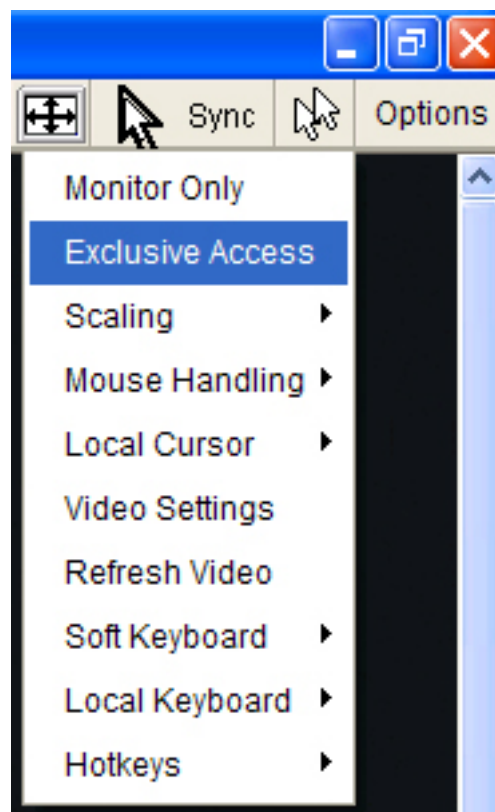 Sync Options
Monitor Only
Exclusive Access
Scaling
Mouse Handling
Local Cursor
Video Settings
Refresh Video
Soft Keyboard
Local Keyboard
Hotkeys